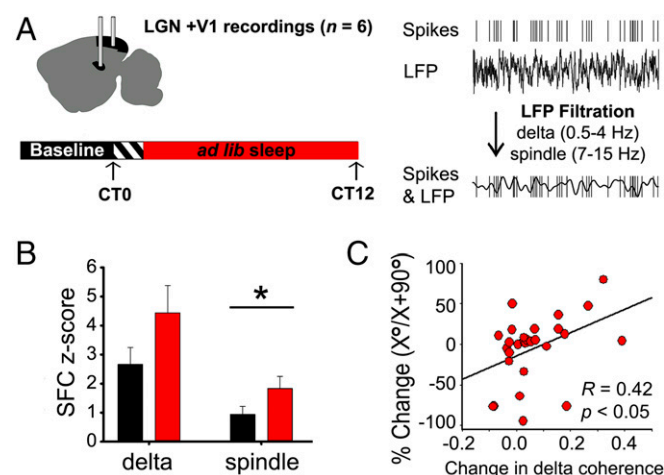 A
LGN +V1 recordings (n = 6)
Baseline
ad lib sleep
CT0
CT12
Spikes
LFP
LFP Filtration
delta (0.5-4 Hz)
spindle (7-15 Hz)
Spikes
& LFP
B
SFC z-score
6
5
4
3
2
1
0
*
delta
spindle
C
% Change (X°/X+90°)
100
50
0
-50
-100
R = 0.42
p < 0.05
-0.2
0.0
0.2
0.4
Change in delta coherence